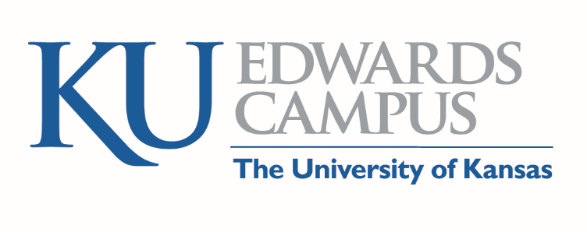 KU EDWARDS
CAMPUS
The University of Kansas